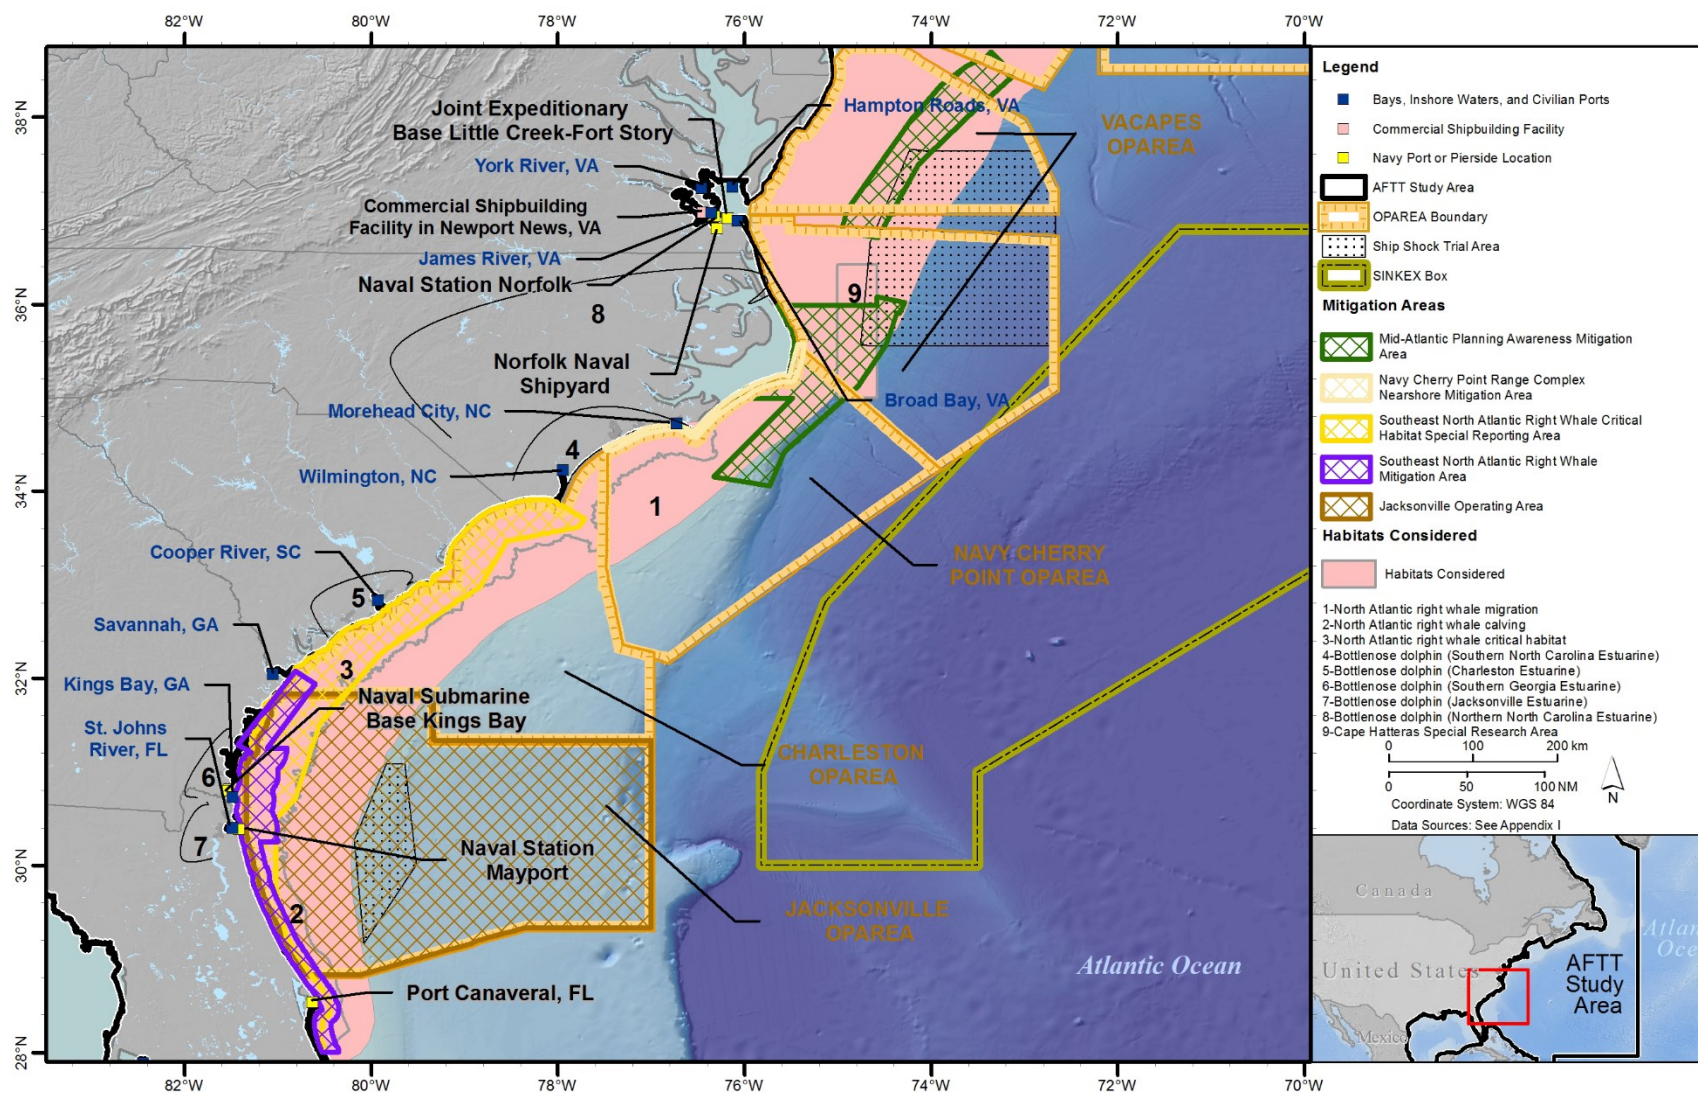 82°W 80°W 78°W 76°W 74°W 72°W 70°W
38°N
36°N
34°N
32°N
30°N
28°N
Joint Expeditionary
Base Little Creek-Fort Story
Hampton Roads, VA
VACAPES
OPAREA
York River, VA
Commercial Shipbuilding
Facility in Newport News, VA
James River, VA
Naval Station Norfolk
8
9
Norfolk Naval
Shipyard
Broad Bay, VA
Morehead City, NC
4
Wilmington, NC
1
NAVY CHERRY
POINT OPAREA
Cooper River, SC
5
Savannah, GA
3
Kings Bay, GA
Naval Submarine
Base Kings Bay
St. Johns
River, FL
CHARLESTON
OPAREA
6
7
Naval Station
Mayport
2
JACKSONVILLE
OPAREA
Port Canaveral, FL
Atlantic Ocean
82°W 80°W 78°W 76°W 74°W 72°W 70°W
Legend
Bays, Inshore Waters, and Civilian Ports
Commercial Shipbuilding Facility
Navy Port or Pierside Location
AFTT Study Area
OPAREA Boundary
Ship Shock Trial Area
SINKEX Box
Mitigation Areas
Mid-Atlantic Planning Awareness Mitigation
Area
Navy Cherry Point Range Complex
Nearshore Mitigation Area
Southeast North Atlantic Right Whale Critical
Habitat Special Reporting Area
Southeast North Atlantic Right Whale
Mitigation Area
Jacksonville Operating Area
Habitats Considered
Habitats Considered
1-North Atlantic right whale migration
2-North Atlantic right whale calving
3-North Atlantic right whale critical habitat
4-Bottlenose dolphin (Southern North Carolina Estuarine)
5-Bottlenose dolphin (Charleston Estuarine)
6-Bottlenose dolphin (Southern Georgia Estuarine)
7-Bottlenose dolphin (Jacksonville Estuarine)
8-Bottlenose dolphin (Northern North Carolina Estuarine)
9-Cape Hatteras Special Research Area
0 100 200 km
0 50 100 NM
N
Coordinate System: WGS 84
Data Sources: See Appendix I
Canada
United States
Mexico
Atlan
Oce
AFTT
Study
Area